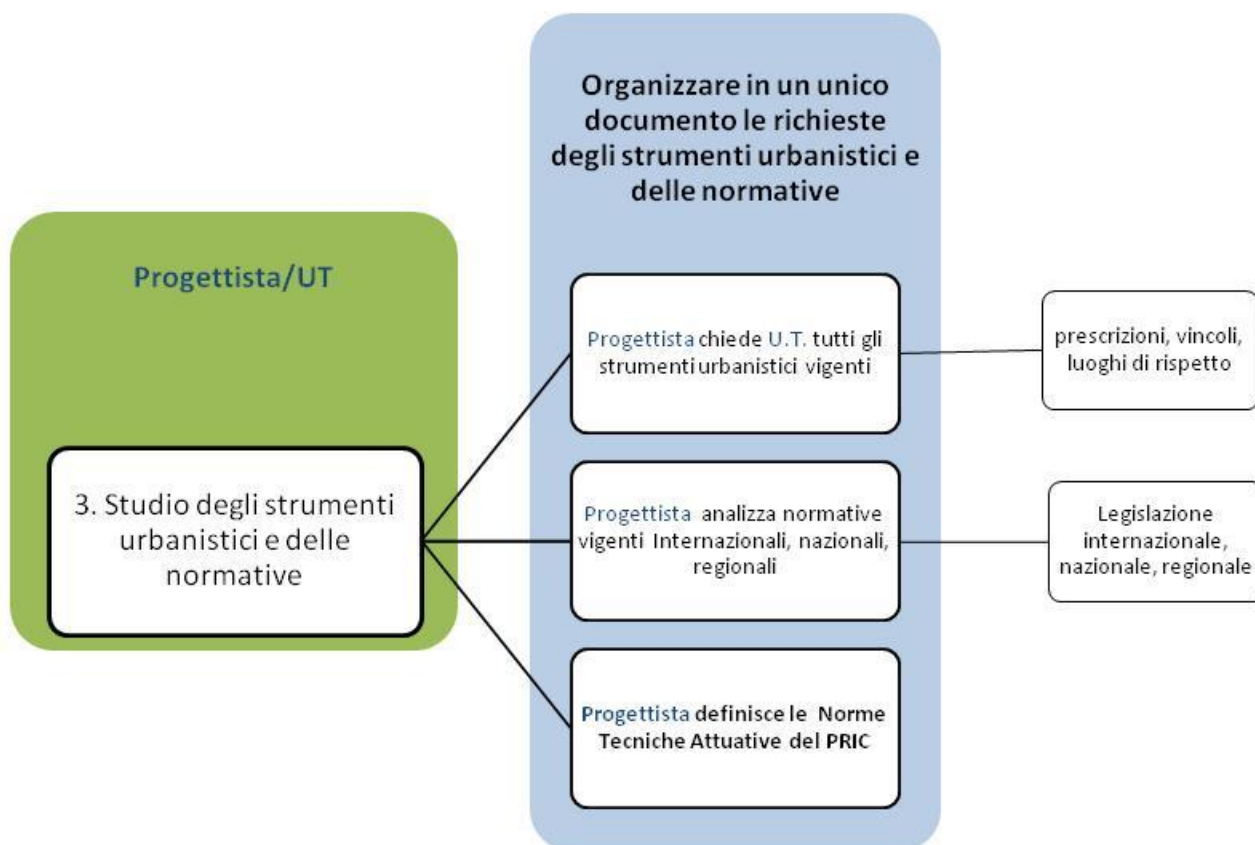 Progettista/UT
3. Studio degli strumenti
urbanistici e delle
normative
Organizzare in un unico
documento le richieste
degli strumenti urbanistici e
delle normative
Progettista chiede U.T. tutti gli
strumenti urbanistici vigenti
prescrizioni, vincoli,
luoghi di rispetto
Progettista analizza normative
vigenti Internazionali, nazionali,
regionali
Legislazione
internazionale,
nazionale, regionale
Progettista definisce le Norme
Tecniche Attuative del PRIC